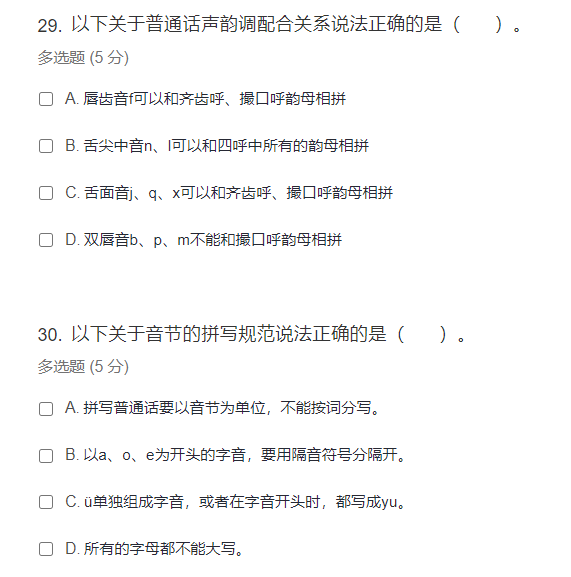 29. 以下关于普通话声韵调配合关系说法正确的是（　　）。
多选题 (5 分)
A. 唇齿音f可以和齐齿呼、撮口呼韵母相拼
B. 舌尖中音n、l可以和四呼中所有的韵母相拼
C. 舌面音j、q、x可以和齐齿呼、撮口呼韵母相拼
D. 双唇音b、p、m不能和撮口呼韵母相拼
30. 以下关于音节的拼写规范说法正确的是（　　）。
多选题 (5 分)
A. 拼写普通话要以音节为单位，不能按词分写。
B. 以a、o、e为开头的字音，要用隔音符号分隔开。
C. ü单独组成字音，或者在字音开头时，都写成yu。
D. 所有的字母都不能大写。